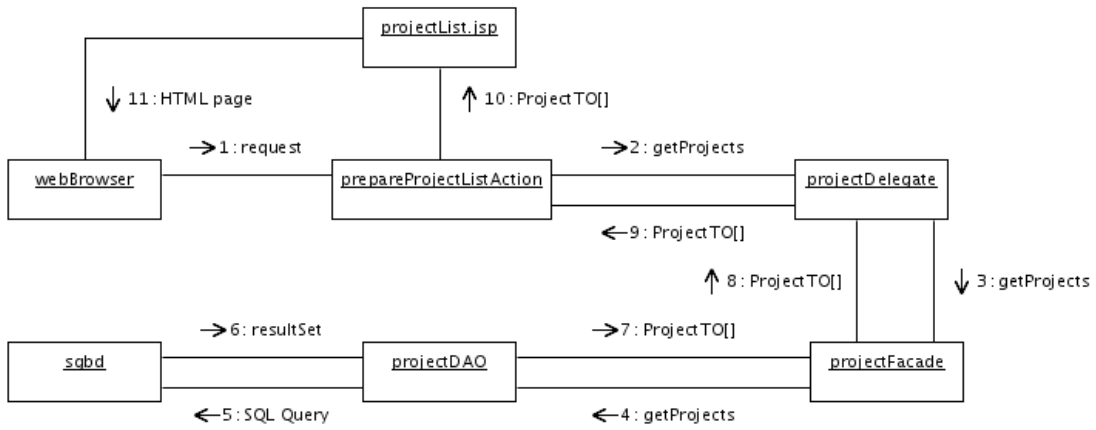 projectList.jsp
11 : HTML page
10 : ProjectTO[]
1 : request
2 : getProjects
webBrowser
prepareProjectListAction
projectDelegate
9 : ProjectTO[]
8 : ProjectTO[]
3 : getProjects
6 : resultSet
7 : ProjectTO[]
sgbd
projectDAO
projectFacade
5 : SQL Query
4 : getProjects